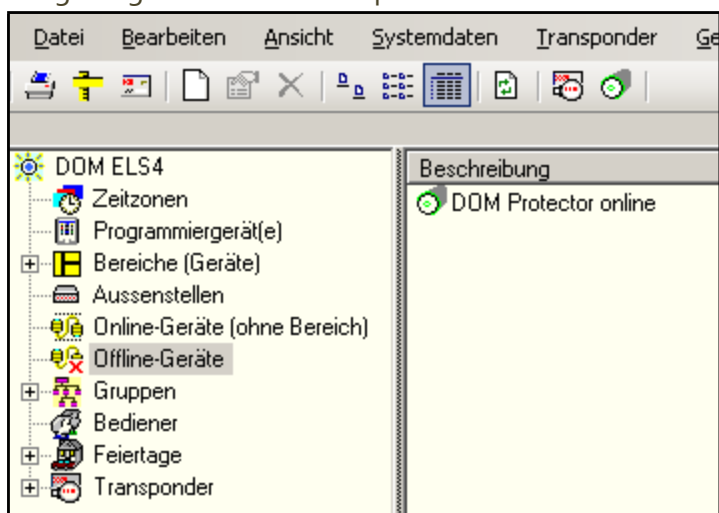 Datei Bearbeiten Ansicht Systemdaten Transponder Ge
DOM ELS4
Zeitzonen
Programmiergerät(e)
Bereiche (Geräte)
Aussenstellen
Online-Geräte (ohne Bereich)
Offline-Geräte
Gruppen
Bediener
Feiertage
Transponder
Beschreibung
DOM Protector online